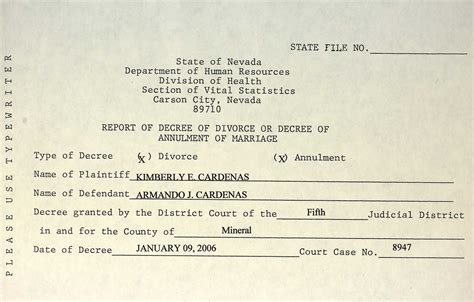 STATE FILE NO.
State of Nevada
Department of Human Resources
Division of Health
Section of Vital Statistics
Carson City, Nevada
89710
REPORT OF DECREE OF DIVORCE OR DECREE OF
ANNULMENT OF MARRIAGE
Type of Decree (X) Divorce (X) Annulment
Name of Plaintiff KIMBERLY E. CARDENAS
Name of Defendant ARMANDO J. CARDENAS
Decree granted by the District Court of the Fifth Judicial District
in and for the County of Mineral
Date of Decree JANUARY 09, 2006 Court Case No. 8947
PLEASE USE TYPEWRITER